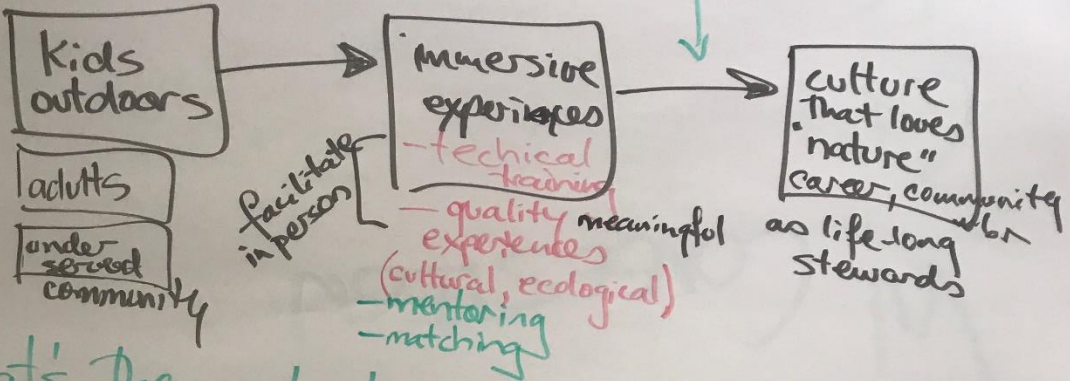 Kids
outdoors
adults
under
served
community
immersive
experinces
-techical
training
- quality meaningful
experiences
(cultural, ecological)
-mentoring
-matching
facilitate
in person
culture
that loves
"nature"
career, community
as life-long
stewards